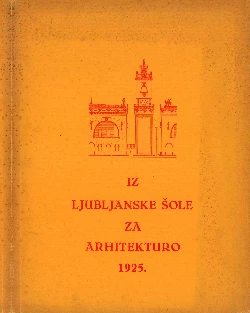 IZ
LJUBLJANSKE ŠOLE
ZA
ARHITEKTURO
1925.